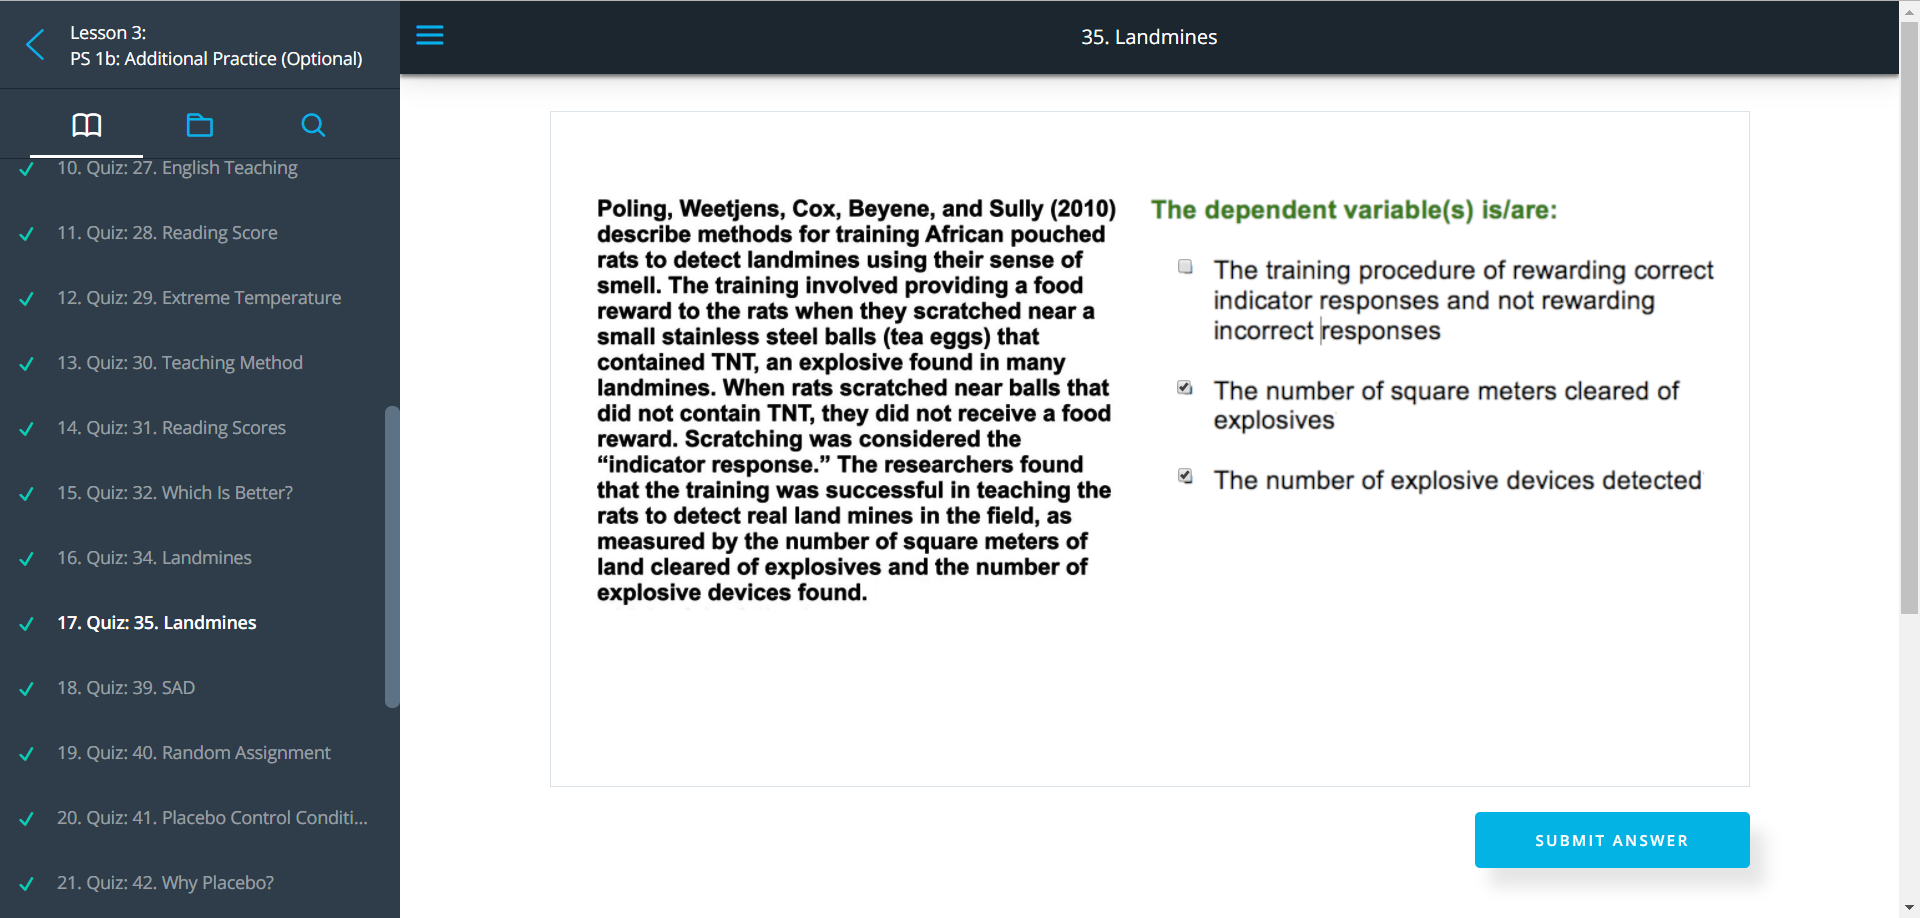 Lesson 3:
PS 1b: Additional Practice (Optional)
10. Quiz: 27. English Teaching
11. Quiz: 28. Reading Score
12. Quiz: 29. Extreme Temperature
13. Quiz: 30. Teaching Method
14. Quiz: 31. Reading Scores
15. Quiz: 32. Which Is Better?
16. Quiz: 34. Landmines
17. Quiz: 35. Landmines
18. Quiz: 39. SAD
19. Quiz: 40. Random Assignment
20. Quiz: 41. Placebo Control Conditi...
21. Quiz: 42. Why Placebo?
35. Landmines
Poling, Weetjens, Cox, Beyene, and Sully (2010)
describe methods for training African pouched
rats to detect landmines using their sense of
smell. The training involved providing a food
reward to the rats when they scratched near a
small stainless steel balls (tea eggs) that
contained TNT, an explosive found in many
landmines. When rats scratched near balls that
did not contain TNT, they did not receive a food
reward. Scratching was considered the
“indicator response.” The researchers found
that the training was successful in teaching the
rats to detect real land mines in the field, as
measured by the number of square meters of
land cleared of explosives and the number of
explosive devices found.
The dependent variable(s) is/are:
The training procedure of rewarding correct
indicator responses and not rewarding
incorrect responses
The number of square meters cleared of
explosives
The number of explosive devices detected
SUBMIT ANSWER